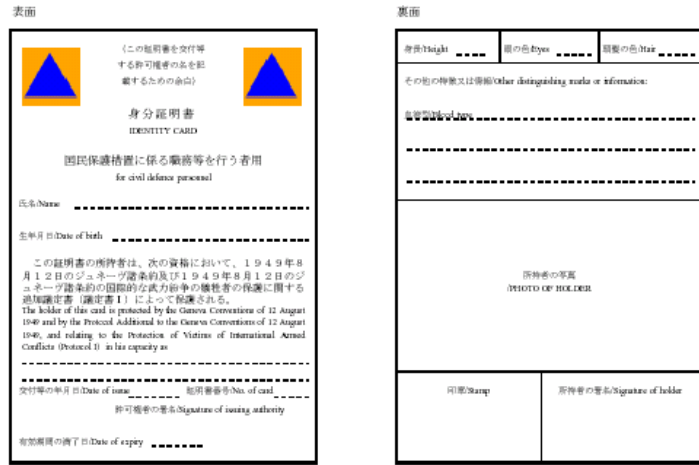 表面
(この証明書を交付等
する許可権者の名を記
載するための余白)
身分証明書
IDENTITY CARD
国民保護措置に係る職務等を行う者用
for civil defence personnel
氏名/Name
生年月日/Date of birth
この証明書の所持者は、次の資格において、1949年8
月12日のジュネーヴ諸条約及び1949年8月12日のジ
ュネーヴ諸条約の国際的な武力紛争の犠牲者の保護に関する
追加議定書(議定書I)によって保護される。
The holder of this card is protected by the Geneva Conventions of 12 August
1949 and by the Protocol Additional to the Geneva Conventions of 12 August
1949, and relating to the Protection of Victims of International Armed
Conflicts (Protocol I) in his capacity as
交付等の年月日/Date of issue 証明書番号/No. of card
許可権者の署名/Signature of issuing authority
有効期間の満了日/Date of expiry
裏面
身長/Height 眼の色/Eyes 頭髪の色/Hair
その他の特徴又は情報/Other distinguishing marks or information:
血液型/Blood type
所持者の写真
/PHOTO OF HOLDER
印章/Stamp 所持者の署名/Signature of holder